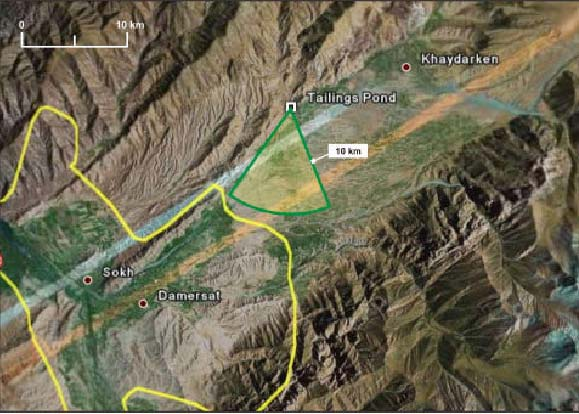 0
10 km
Khaydarken
Tailings Pond
10 km
Sokh
Damersat